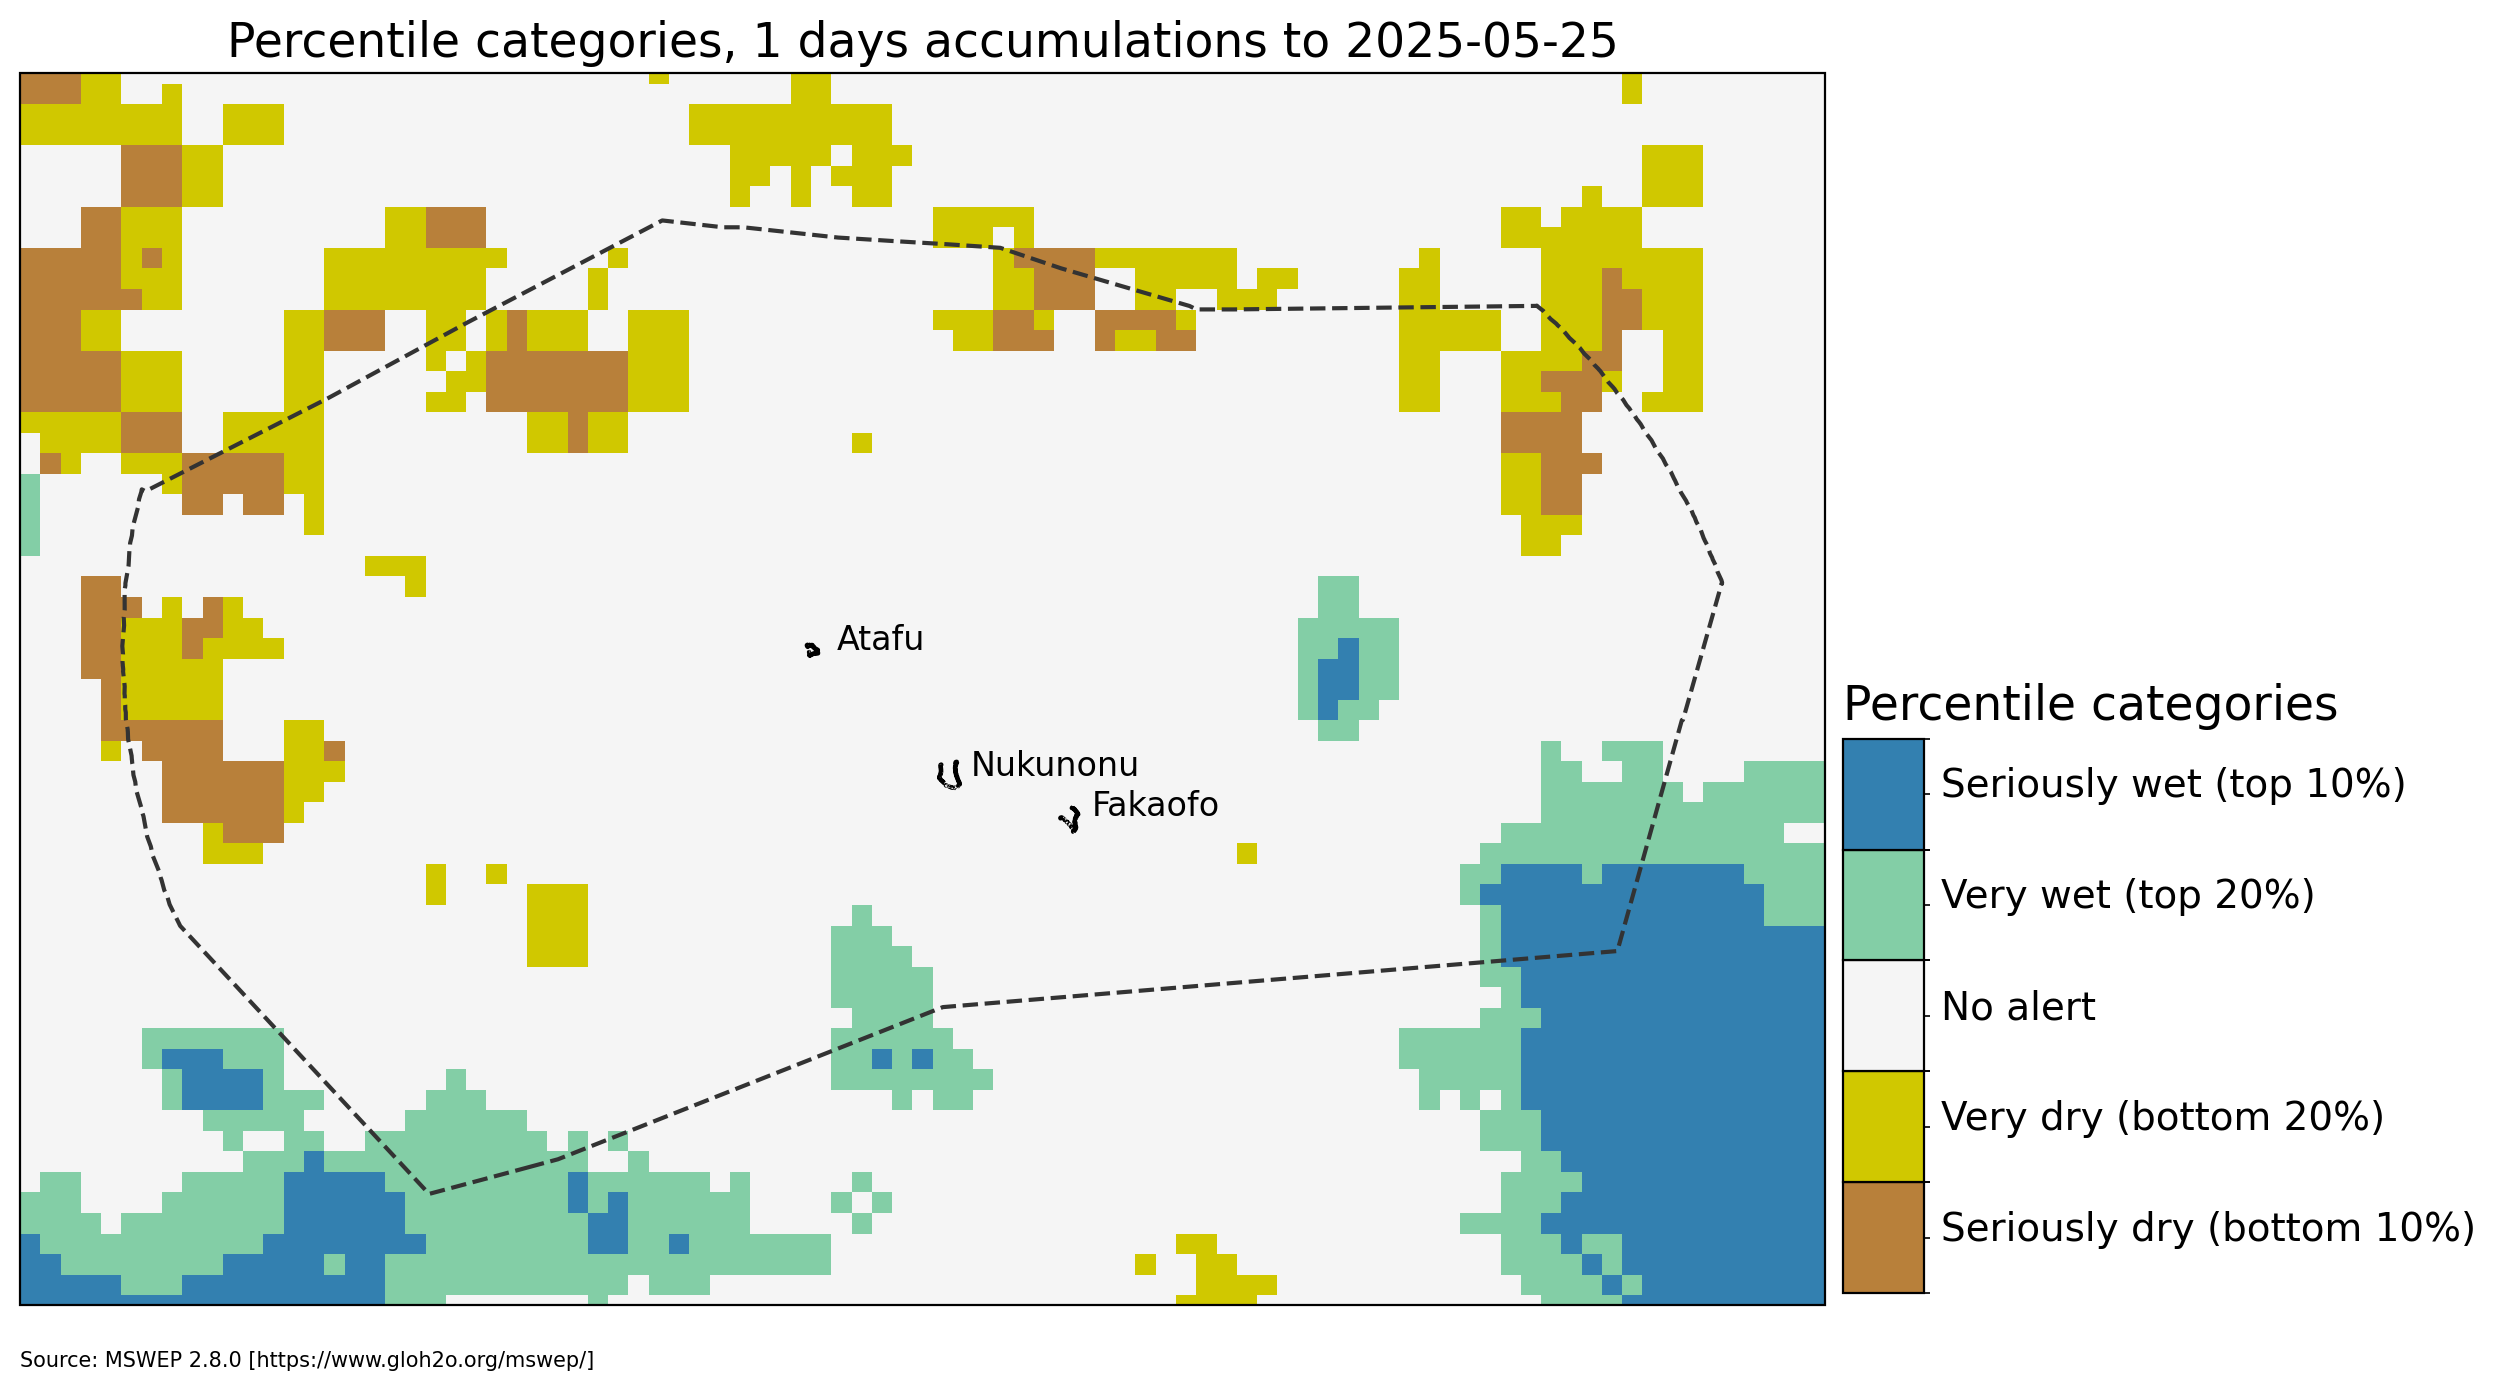 Percentile categories, 1 days accumulations to 2025-05-25
Atafu
Nukunonu
Fakaofo
Percentile categories
Seriously wet (top 10%)
Very wet (top 20%)
No alert
Very dry (bottom 20%)
Seriously dry (bottom 10%)
Source: MSWEP 2.8.0 [https://www.gloh2o.org/mswep/]